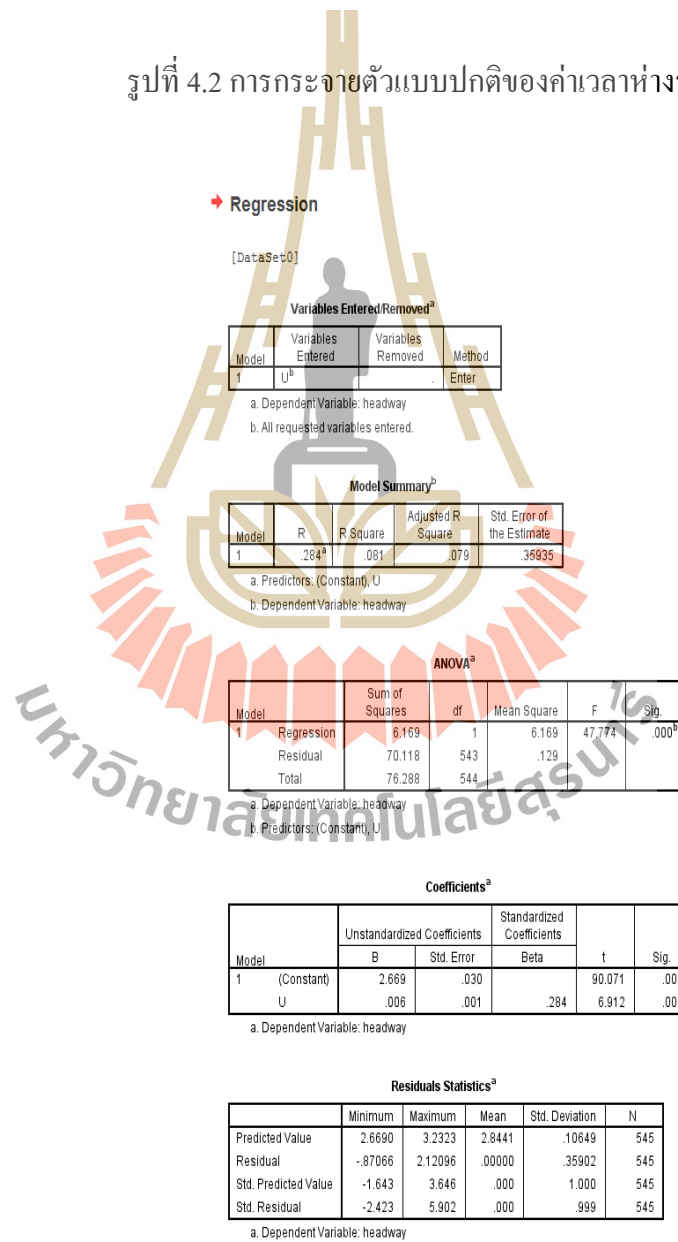 รูปที่ 4.2 การกระจายตัวแบบปกติของค่าเวลาห่าง
Regression
[DataSet0]
Variables Entered/Removed a
Model Variables Entered Variables Removed Method
1 U b . Enter
a. Dependent Variable: headway
b. All requested variables entered.
Model Summary b
Model R R Square Adjusted R Square Std. Error of the Estimate
1 .284 a .081 .079 .35935
a. Predictors: (Constant), U
b. Dependent Variable: headway
ANOVA a
Model Sum of Squares df Mean Square F Sig.
1 Regression 6.169 1 6.169 47.774 .000 b
Residual 70.118 543 .129
Total 76.288 544
a. Dependent Variable: headway
b. Predictors: (Constant), U
มหาวิทยาลัยเทคโนโลยีสุรนารี
Coefficients a
Model Unstandardized Coefficients Standardized Coefficients t Sig.
B Std. Error Beta
1 (Constant) 2.669 .030 90.071 .00
U .006 .001 .284 6.912 .00
a. Dependent Variable: headway
Residuals Statistics a
Minimum Maximum Mean Std. Deviation N
Predicted Value 2.6690 3.2323 2.8441 .10649 545
Residual -.87066 2.12096 .00000 .35902 545
Std. Predicted Value -1.643 3.646 .000 1.000 545
Std. Residual -2.423 5.902 .000 .999 545
a. Dependent Variable: headway